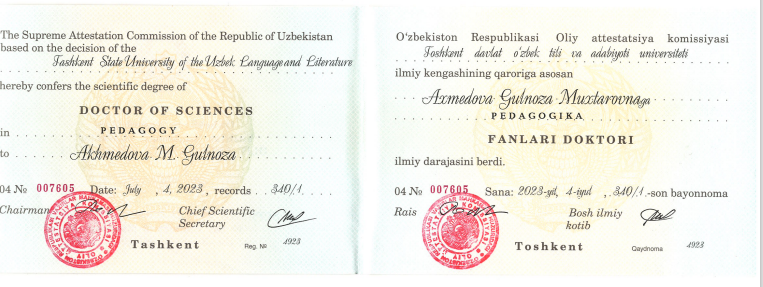 The Supreme Attestation Commission of the Republic of Uzbekistan
based on the decision of the
Tashkent State University of the Uzbek Language and Literature
hereby confers the scientific degree of
DOCTOR OF SCIENCES
in PEDAGOGY
to Akhmedova M. Gulnoza
04 № 007605 Date: July , 4, 2023, records 340/1.
Chairman
Chief Scientific
Secretary
Tashkent Reg. № 4923
O'zbekiston Respublikasi Oliy attestatsiya komissiyasi
Toshkent davlat o'zbek tili va adabiyoti universiteti
ilmiy kengashining qaroriga asosan
Axmedova Gulnoza Muxtarovnaga
PEDAGOGIKA
FANLARI DOKTORI
ilmiy darajasini berdi.
04 № 007605 Sana: 2023-yil, 4-iyul , 340/1.-son bayonnoma
Rais
Bosh ilmiy
kotib
Toshkent Qaydnoma 4923